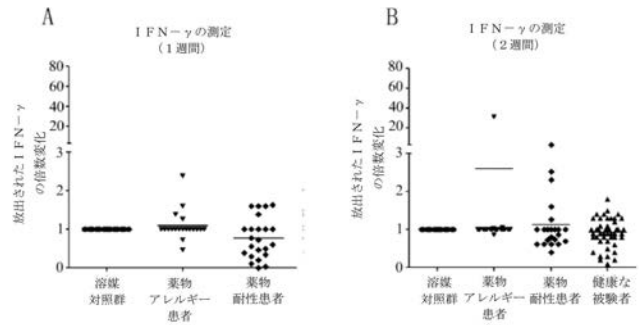 A
IFN-γの測定
(1週間)
放出されたIFN-γ
の倍数変化
80
60
40
20
3
2
1
0
溶媒
対照群
薬物
アレルギー
患者
薬物
耐性患者
B
IFN-γの測定
(2週間)
放出されたIFN-γ
の倍数変化
80
60
40
20
3
2
1
0
溶媒
対照群
薬物
アレルギー
患者
薬物
耐性患者
健康な
被験者